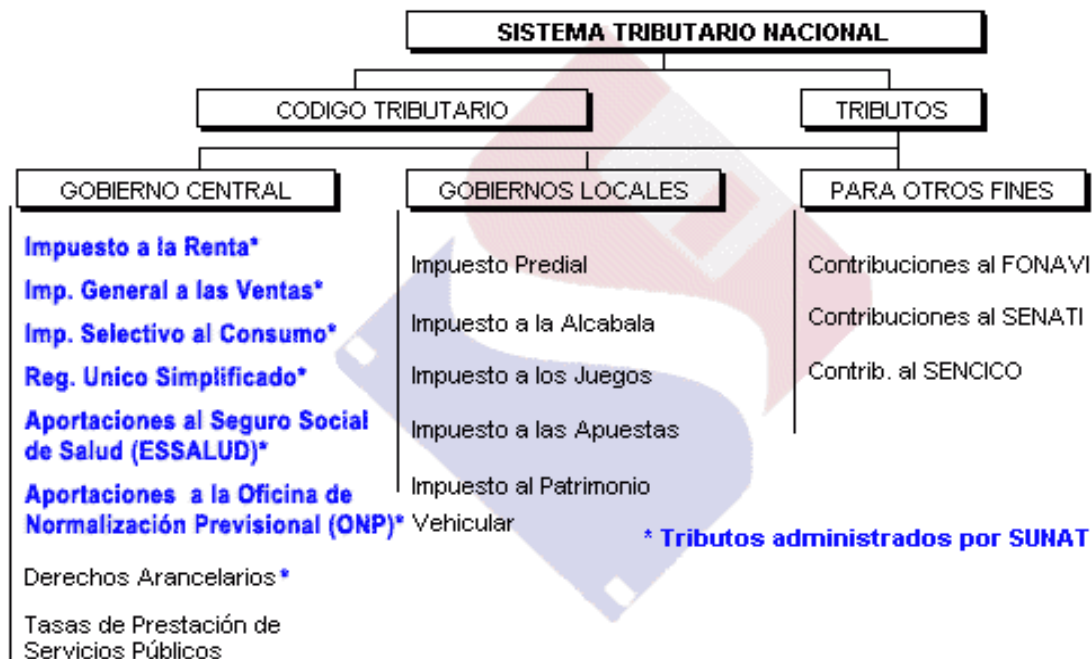 SISTEMA TRIBUTARIO NACIONAL
CODIGO TRIBUTARIO
TRIBUTOS
GOBIERNO CENTRAL
Impuesto a la Renta*
Imp. General a las Ventas*
Imp. Selectivo al Consumo*
Reg. Unico Simplificado*
Aportaciones al Seguro Social
de Salud (ESSALUD)*
Aportaciones a la Oficina de
Normalización Previsional (ONP)*
Derechos Arancelarios*
Tasas de Prestación de
Servicios Públicos
GOBIERNOS LOCALES
Impuesto Predial
Impuesto a la Alcabala
Impuesto a los Juegos
Impuesto a las Apuestas
Impuesto al Patrimonio
Vehicular
PARA OTROS FINES
Contribuciones al FONAVI
Contribuciones al SENATI
Contrib. al SENCICO
* Tributos administrados por SUNAT